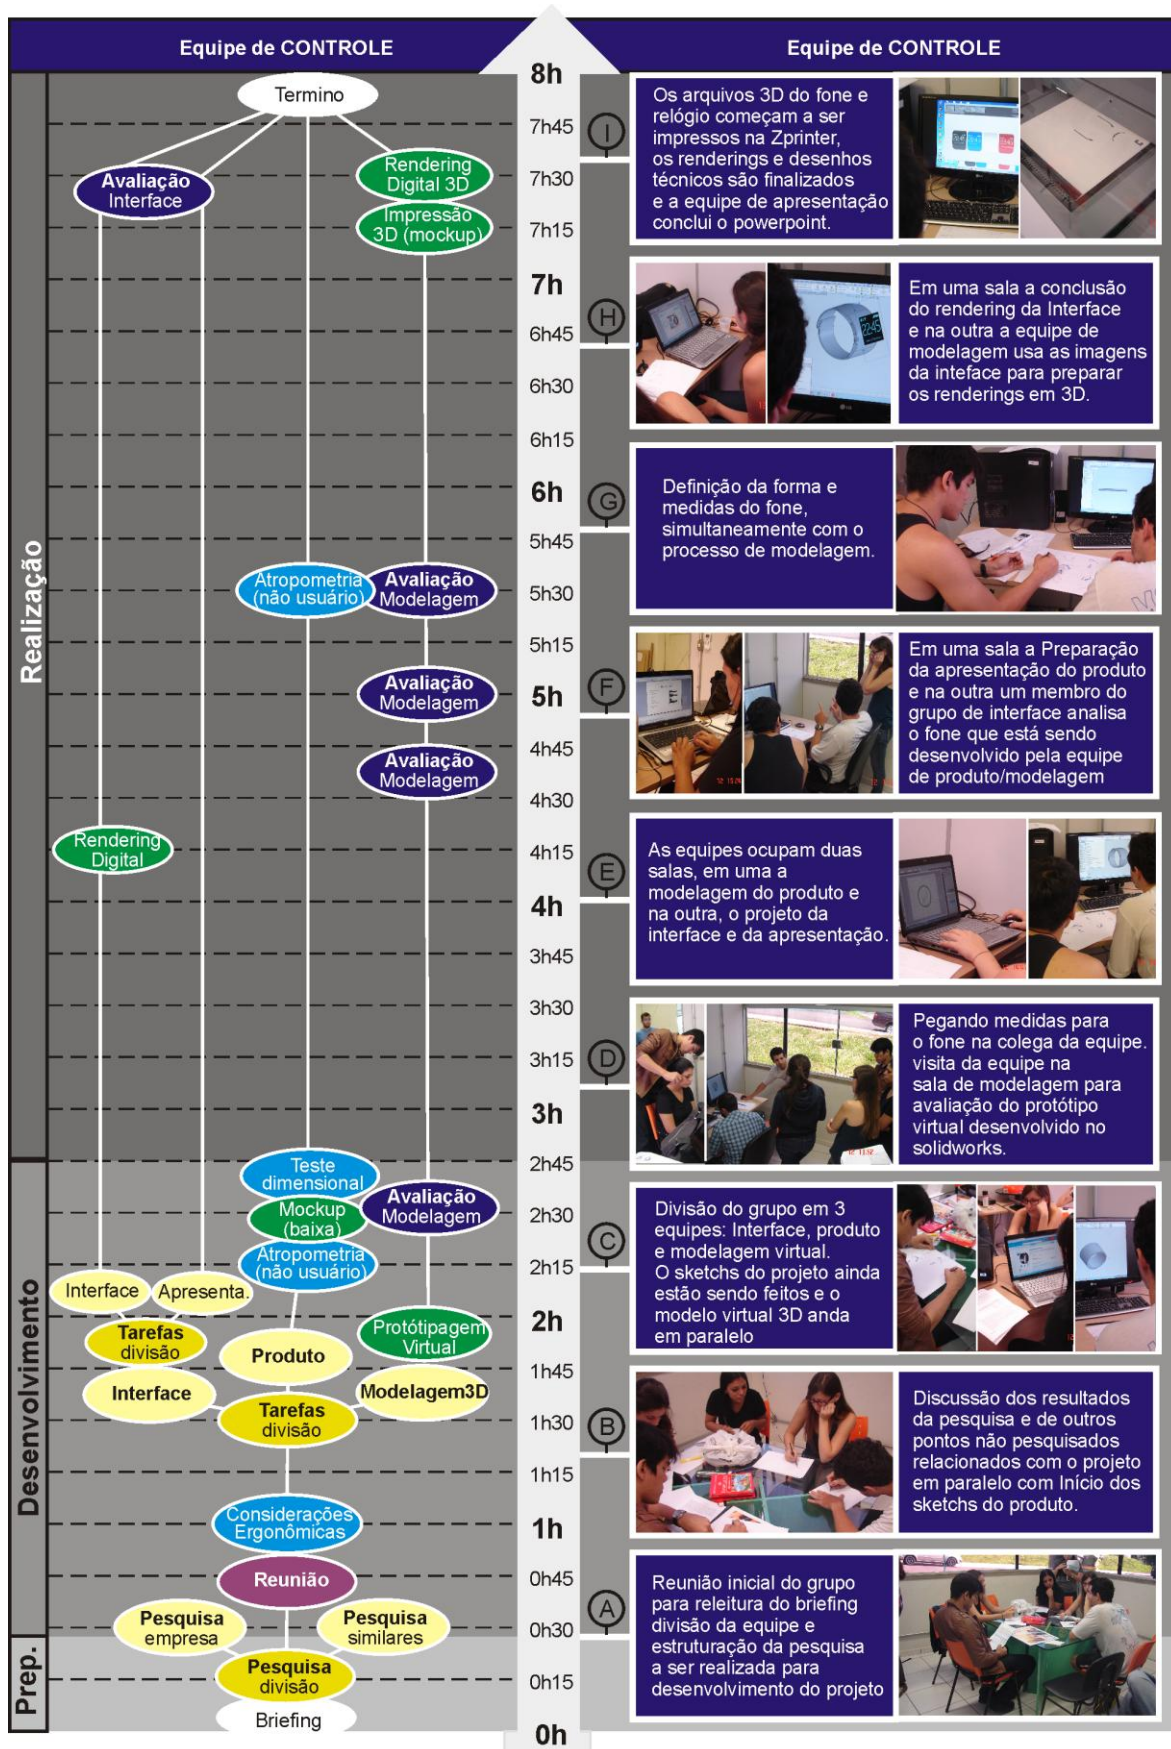 Equipe de CONTROLE
Equipe de CONTROLE
8h
7h45
7h30
7h15
7h
6h45
6h30
6h15
6h
5h45
5h30
5h15
5h
4h45
4h30
4h15
4h
3h45
3h30
3h15
3h
2h45
2h30
2h15
2h
1h45
1h30
1h15
1h
0h45
0h30
0h15
0h
Realização
Desenvolvimento
Prep.
Termino
Avaliação
Interface
Rendering
Digital 3D
Impressão
3D (mockup)
Atropometria
(não usuário)
Avaliação
Modelagem
Avaliação
Modelagem
Avaliação
Modelagem
Rendering
Digital
Teste
dimensional
Mockup
(baixa)
Atropometria
(não usuário)
Avaliação
Modelagem
Interface
Apresenta.
Tarefas
divisão
Produto
Protótipagem
Virtual
Interface
Modelagem3D
Tarefas
divisão
Considerações
Ergonômicas
Reunião
Pesquisa
empresa
Pesquisa
similares
Pesquisa
divisão
Briefing
I
Os arquivos 3D do fone e
relógio começam a ser
impressos na Zprinter,
os renderings e desenhos
técnicos são finalizados
e a equipe de apresentação
conclui o powerpoint.
H
22:45
Em uma sala a conclusão
do rendering da Interface
e na outra a equipe de
modelagem usa as imagens
da inteface para preparar
os renderings em 3D.
G
Definição da forma e
medidas do fone,
simultaneamente com o
processo de modelagem.
F
Em uma sala a Preparação
da apresentação do produto
e na outra um membro do
grupo de interface analisa
o fone que está sendo
desenvolvido pela equipe
de produto/modelagem
E
As equipes ocupam duas
salas, em uma a
modelagem do produto e
na outra, o projeto da
interface e da apresentação.
D
Pegando medidas para
o fone na colega da equipe.
visita da equipe na
sala de modelagem para
avaliação do protótipo
virtual desenvolvido no
solidworks.
C
Divisão do grupo em 3
equipes: Interface, produto
e modelagem virtual.
O sketchs do projeto ainda
estão sendo feitos e o
modelo virtual 3D anda
em paralelo
B
Discussão dos resultados
da pesquisa e de outros
pontos não pesquisados
relacionados com o projeto
em paralelo com Início dos
sketchs do produto.
A
Reunião inicial do grupo
para releitura do briefing
divisão da equipe e
estruturação da pesquisa
a ser realizada para
desenvolvimento do projeto